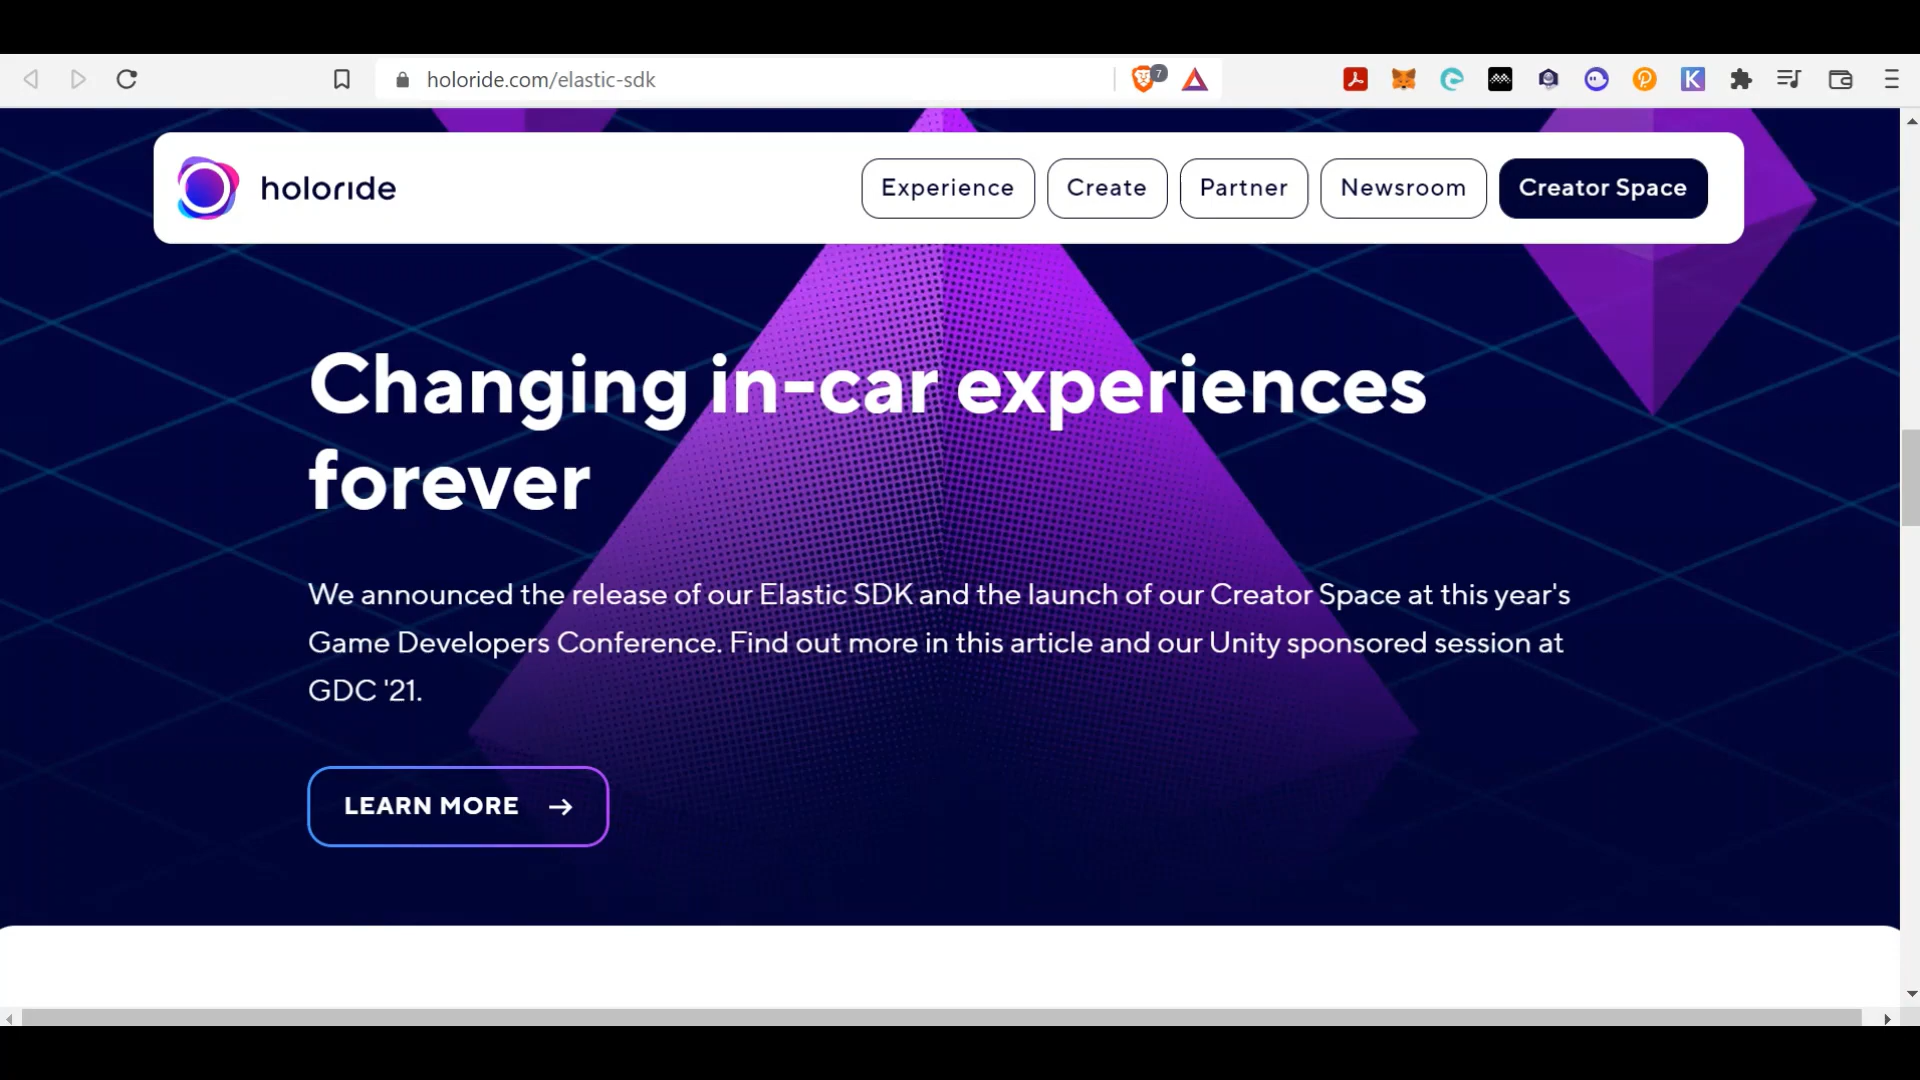 holoride.com/elastic-sdk
7
holoride
Experience
Create
Partner
Newsroom
Creator Space
Changing in-car experiences
forever
We announced the release of our Elastic SDK and the launch of our Creator Space at this year's
Game Developers Conference. Find out more in this article and our Unity sponsored session at
GDC '21.
LEARN MORE →